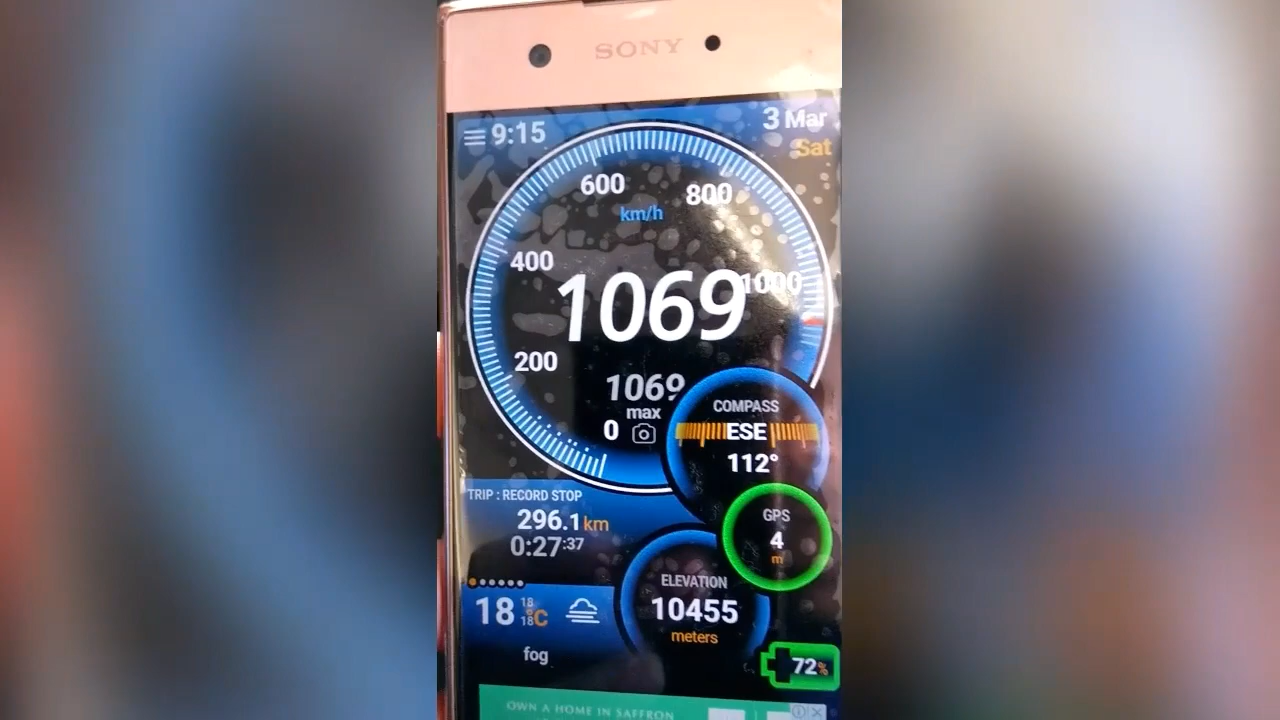 SONY
9:15
3 Mar
Sat
600
800
km/h
400
1000
1069
200
1069
max
0
COMPASS
ESE
112°
TRIP : RECORD STOP
296.1 km
0:27:37
GPS
4
m
ELEVATION
10455
meters
18 18 18 °C
fog
72%
OWN A HOME IN SAFFRON